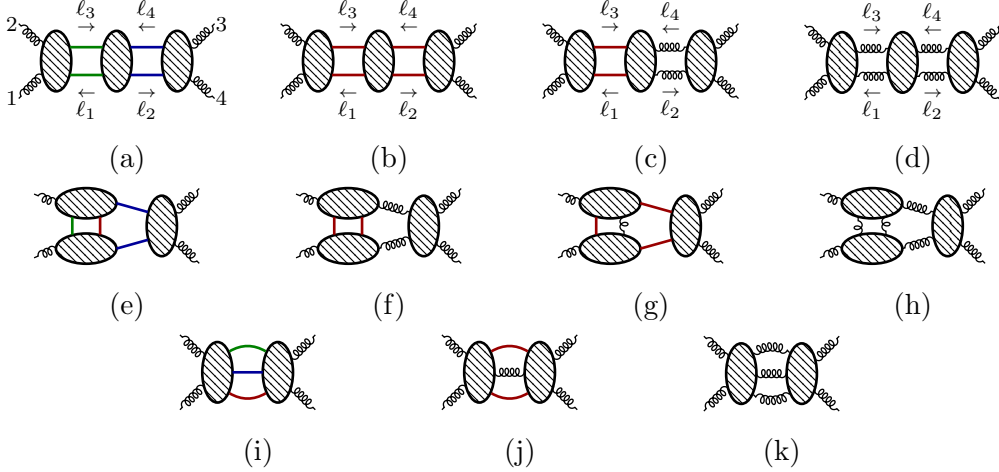 ℓ₃ ℓ₄ ℓ₃ ℓ₄ ℓ₃ ℓ₄ ℓ₃ ℓ₄
→ ← → ← → ← → ←
2 3
1 4
← → ← → ← → ← →
ℓ₁ ℓ₂ ℓ₁ ℓ₂ ℓ₁ ℓ₂ ℓ₁ ℓ₂
(a) (b) (c) (d)
(e) (f) (g) (h)
(i) (j) (k)